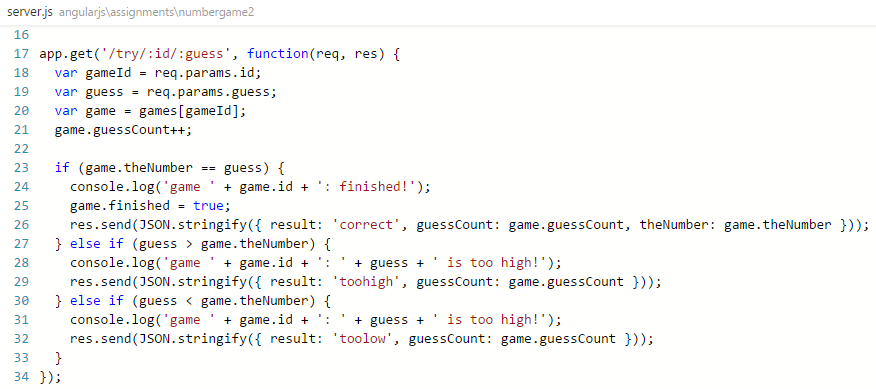 server.js angularjs\assignments\numbergame2
16
17 app.get('/try/:id/:guess', function(req, res) {
18   var gameId = req.params.id;
19   var guess = req.params.guess;
20   var game = games[gameId];
21   game.guessCount++;
22
23   if (game.theNumber == guess) {
24     console.log('game ' + game.id + ': finished!');
25     game.finished = true;
26     res.send(JSON.stringify({ result: 'correct', guessCount: game.guessCount, theNumber: game.theNumber }));
27   } else if (guess > game.theNumber) {
28     console.log('game ' + game.id + ': ' + guess + ' is too high!');
29     res.send(JSON.stringify({ result: 'toohigh', guessCount: game.guessCount }));
30   } else if (guess < game.theNumber) {
31     console.log('game ' + game.id + ': ' + guess + ' is too high!');
32     res.send(JSON.stringify({ result: 'toolow', guessCount: game.guessCount }));
33   }
34 });